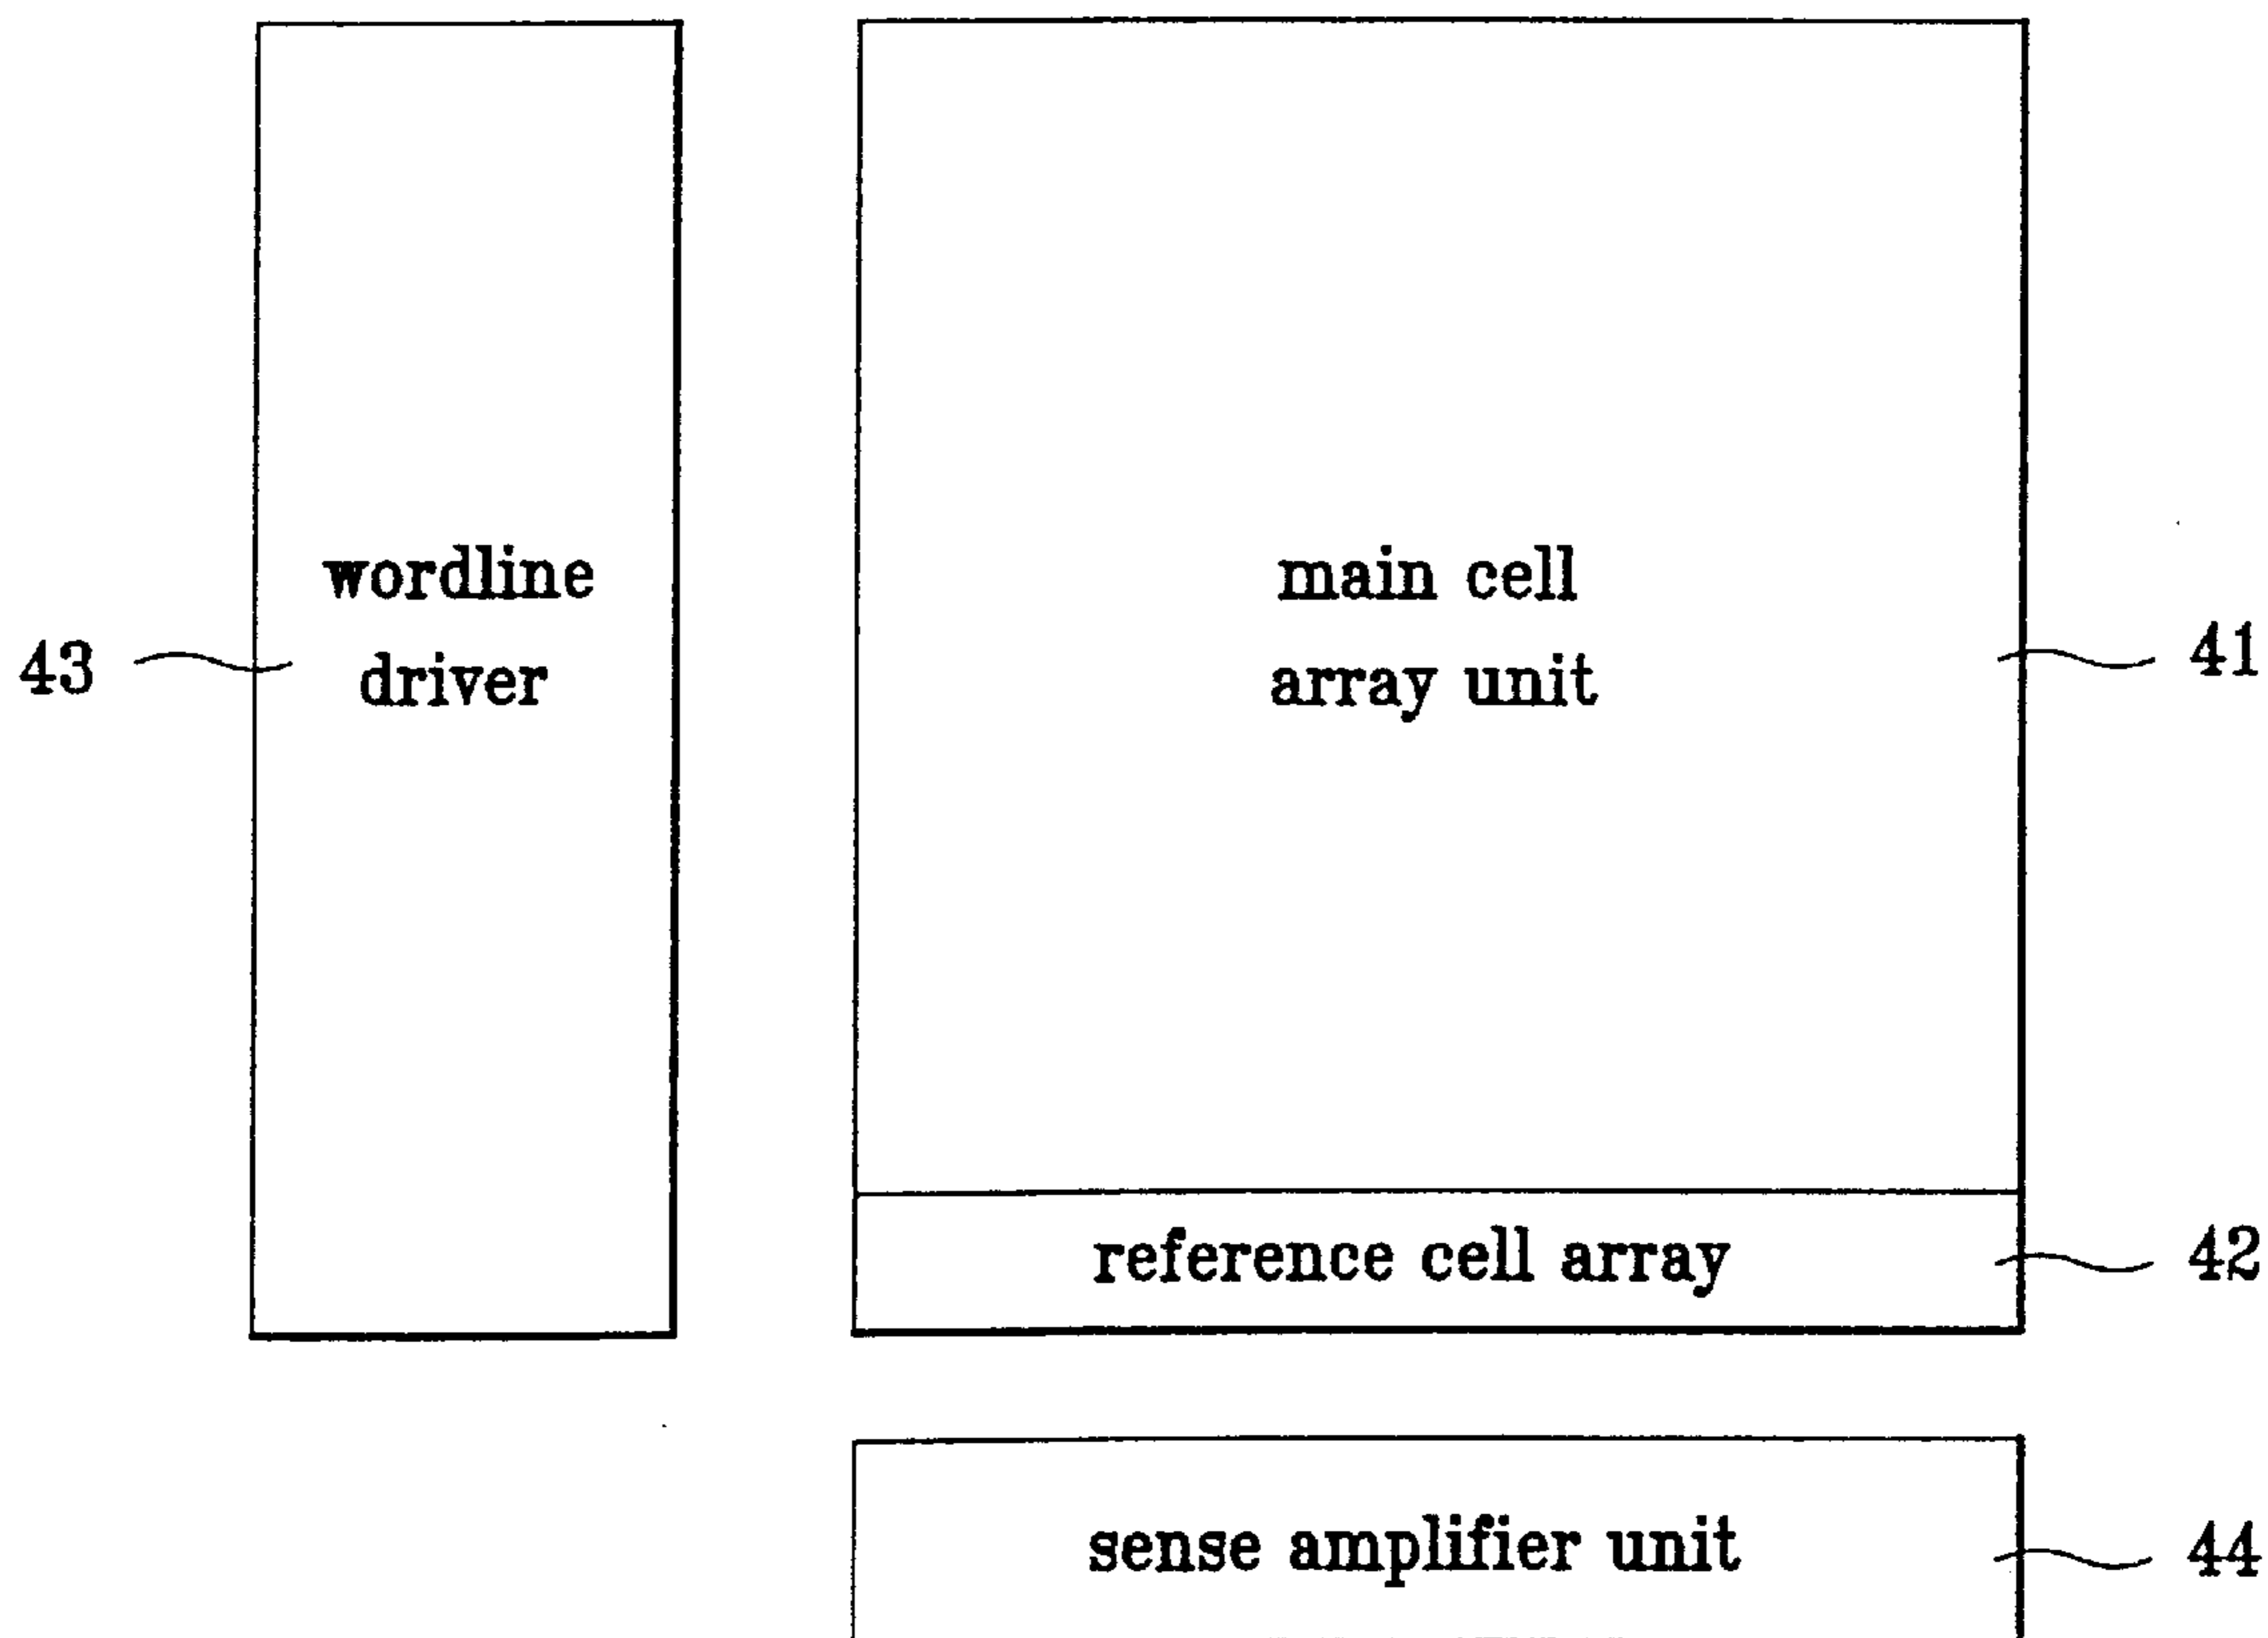 wordline
driver
43
main cell
array unit
41
reference cell array
42
sense amplifier unit
44